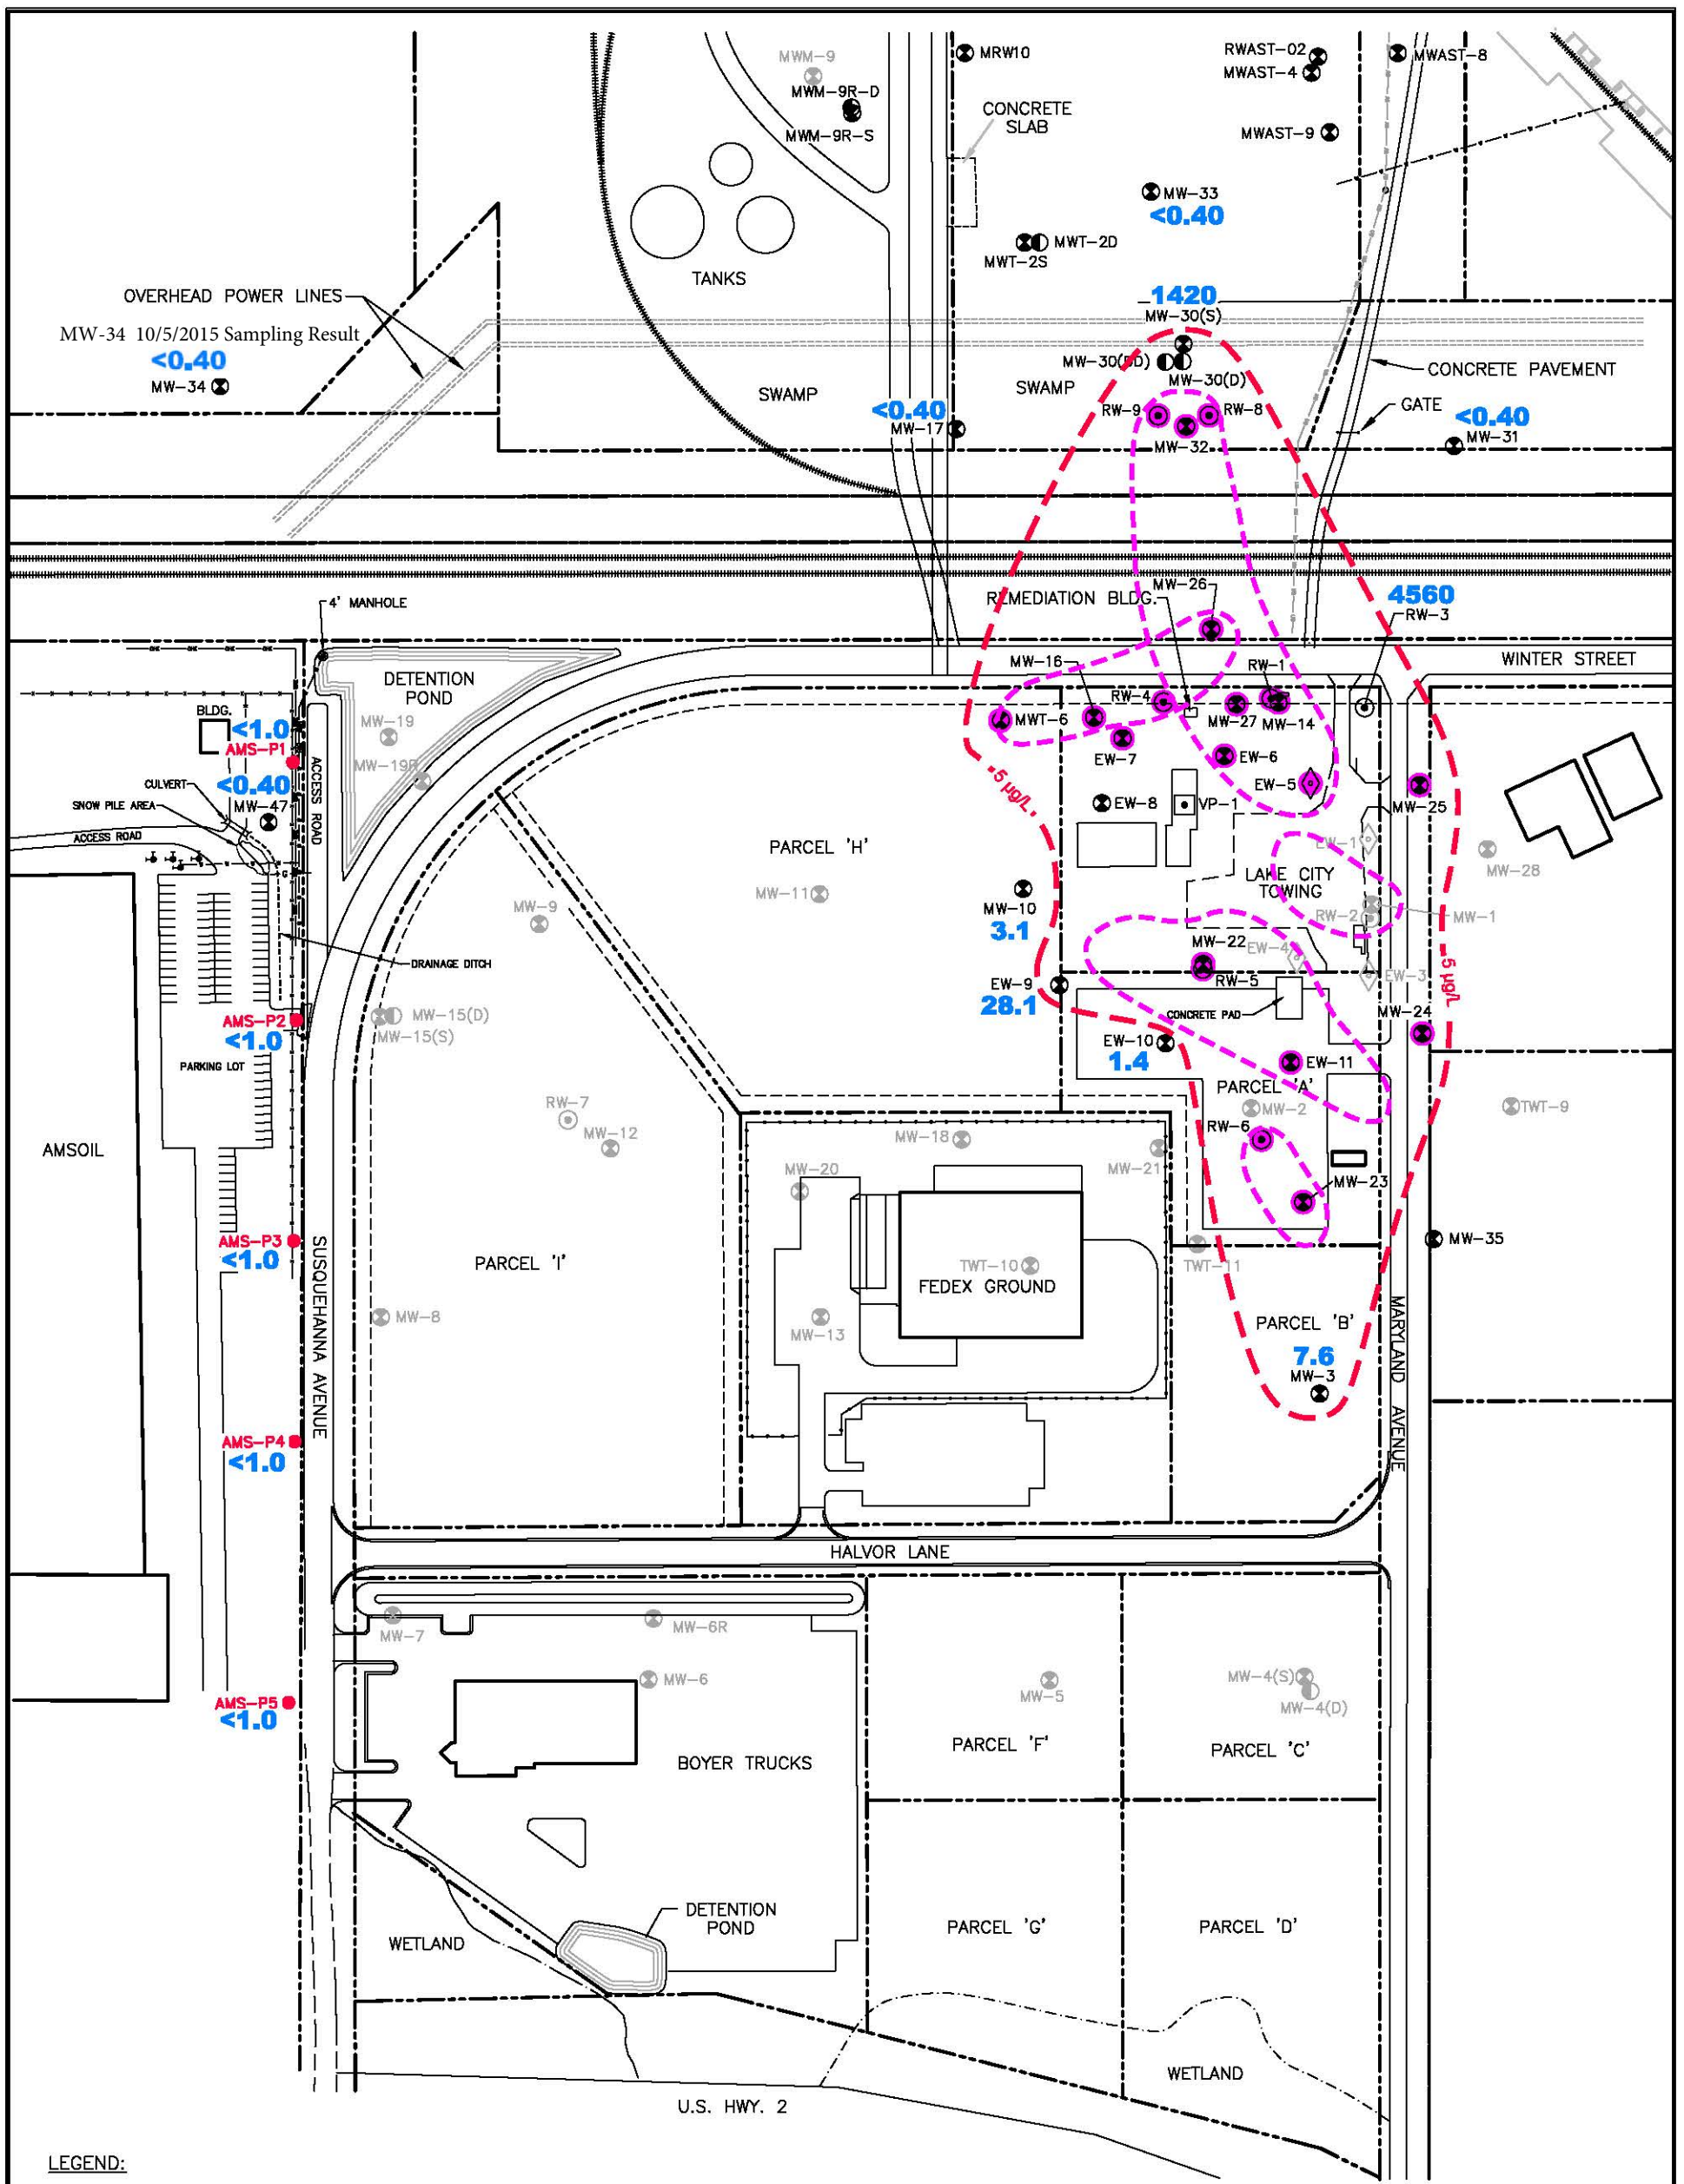 MWM-9
MWM-9R-D
MWM-9R-S
MRW10
CONCRETE
SLAB
RWAST-02
MWAST-4
MWAST-8
MWAST-9
MW-33
<0.40
MWT-2D
MWT-2S
TANKS
OVERHEAD POWER LINES
MW-34 10/5/2015 Sampling Result
<0.40
MW-34
1420
MW-30(S)
MW-30(DD)
MW-30(D)
SWAMP
SWAMP
CONCRETE PAVEMENT
GATE
<0.40
MW-17
RW-9
RW-8
MW-32
<0.40
MW-31
MW-26
REMEDIATION BLDG.
4560
RW-3
4' MANHOLE
WINTER STREET
DETENTION
POND
MW-16
RW-1
RW-4
MWT-6
MW-27
MW-14
BLDG.
<1.0
AMS-P1
MW-19
MW-19R
EW-7
EW-6
EW-5
MW-25
CULVERT
<0.40
MW-47
SNOW PILE AREA
ACCESS ROAD
ACCESS ROAD
5 µg/L
EW-8
VP-1
EW-1
MW-28
PARCEL 'H'
LAKE CITY
TOWING
MW-11
MW-9
MW-10
3.1
RW-2
MW-1
DRAINAGE DITCH
MW-22
EW-4
RW-5
EW-3
5 µg/L
EW-9
28.1
MW-15(D)
MW-15(S)
AMS-P2
<1.0
CONCRETE PAD
MW-24
EW-10
1.4
EW-11
PARKING LOT
PARCEL 'A'
MW-2
TWT-9
RW-7
MW-12
RW-6
AMSOIL
MW-18
MW-21
MW-20
MW-23
AMS-P3
<1.0
MW-35
SUSQUEHANNA AVENUE
PARCEL 'I'
TWT-10
FEDEX GROUND
TWT-11
MW-8
MW-13
PARCEL 'B'
7.6
MW-3
MARYLAND AVENUE
AMS-P4
<1.0
HALVOR LANE
MW-7
MW-6R
MW-6
MW-5
MW-4(S)
MW-4(D)
AMS-P5
<1.0
BOYER TRUCKS
PARCEL 'F'
PARCEL 'C'
DETENTION
POND
WETLAND
PARCEL 'G'
PARCEL 'D'
WETLAND
U.S. HWY. 2
LEGEND: